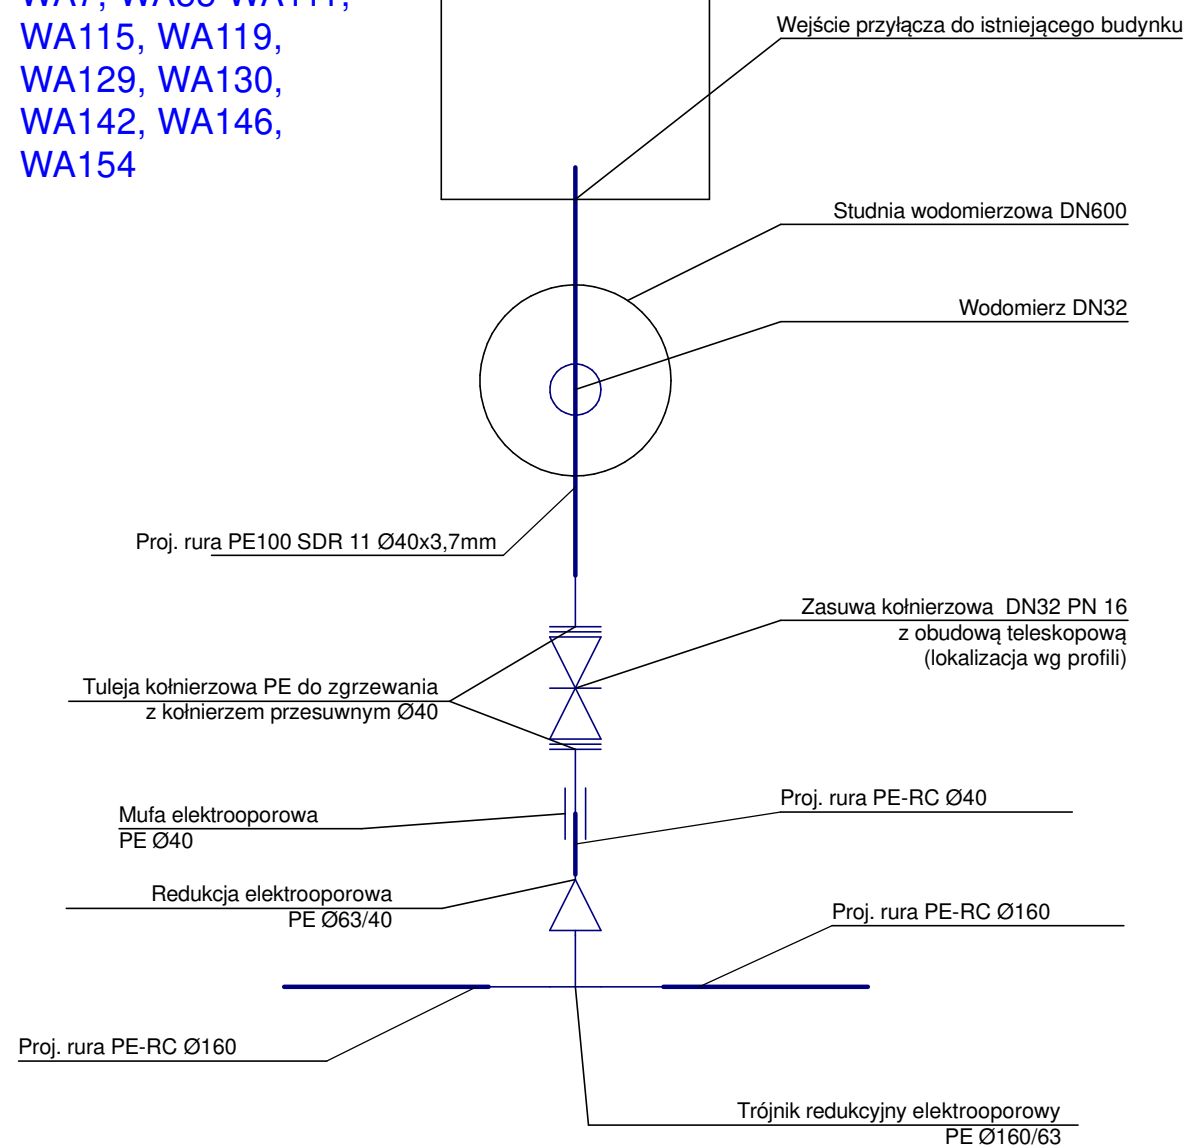 WA115, WA119,
WA129, WA130,
WA142, WA146,
WA154
Wejście przyłącza do istniejącego budynku
Studnia wodomierzowa DN600
Wodomierz DN32
Proj. rura PE100 SDR 11 Ø40x3,7mm
Zasuwa kołnierzowa DN32 PN 16
z obudową teleskopową
(lokalizacja wg profili)
Tuleja kołnierzowa PE do zgrzewania
z kołnierzem przesuwnym Ø40
Proj. rura PE-RC Ø40
Mufa elektrooporowa
PE Ø40
Redukcja elektrooporowa
PE Ø63/40
Proj. rura PE-RC Ø160
Proj. rura PE-RC Ø160
Trójnik redukcyjny elektrooporowy
PE Ø160/63